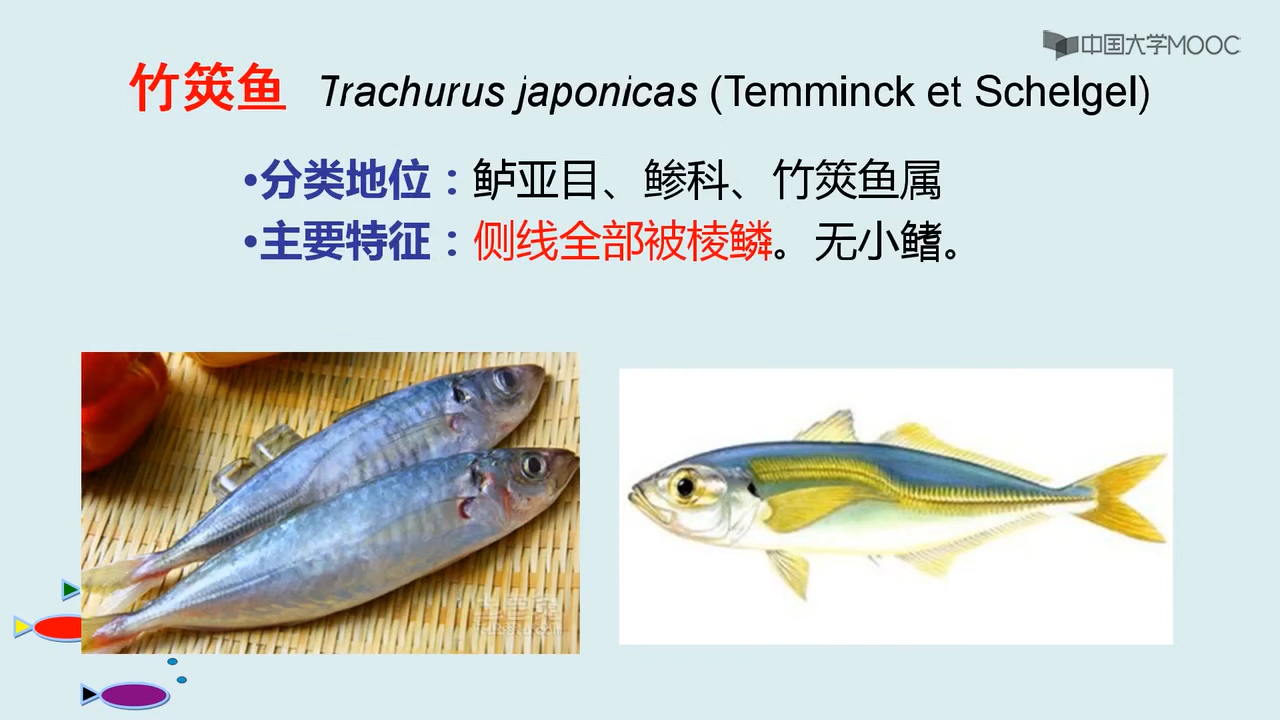 中国大学MOOC
竹筴鱼 Trachurus japonicas (Temminck et Schelgel)
•分类地位：鲈亚目、鲹科、竹筴鱼属
•主要特征：侧线全部被棱鳞。无小鳍。